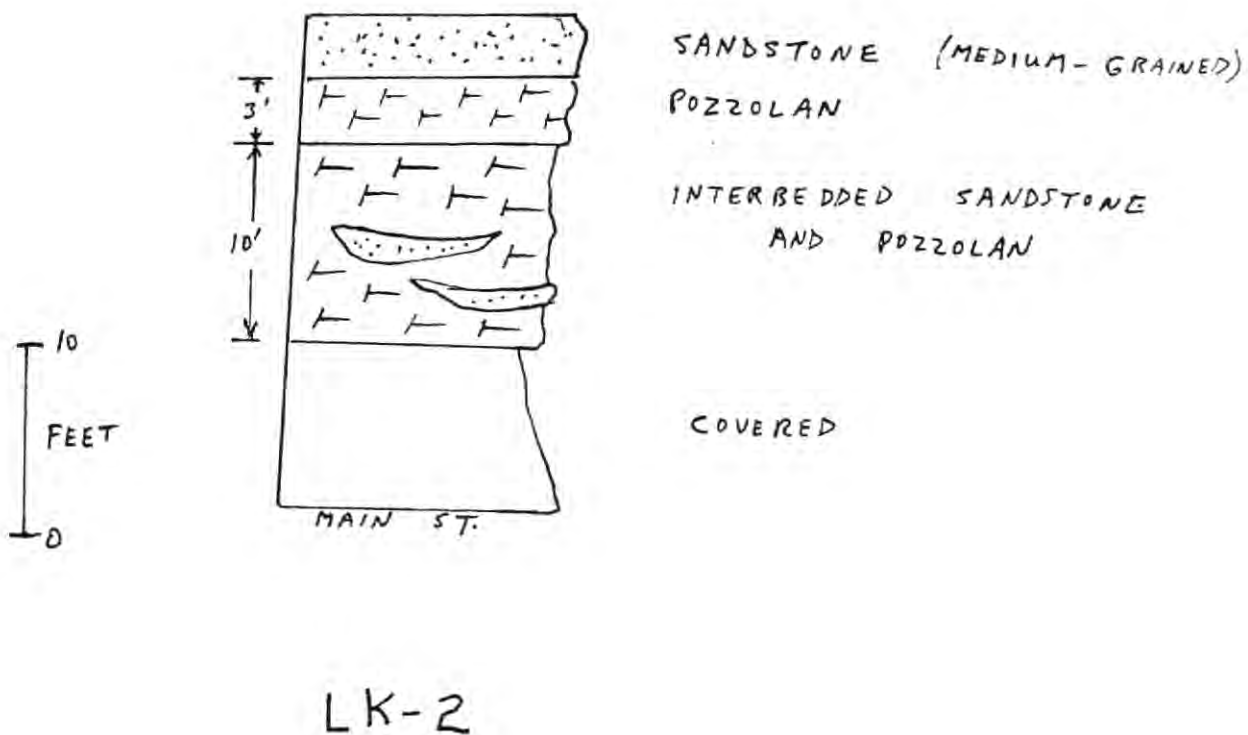 SANDSTONE (MEDIUM-GRAINED)
3'
POZZOLAN
10'
INTERBEDDED SANDSTONE
AND POZZOLAN
10
FEET
0
COVERED
MAIN ST.
LK-2